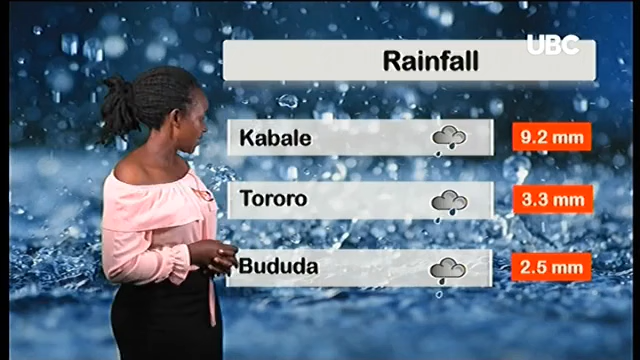 UBC
Rainfall
Kabale 9.2 mm
Tororo 3.3 mm
Bududa 2.5 mm